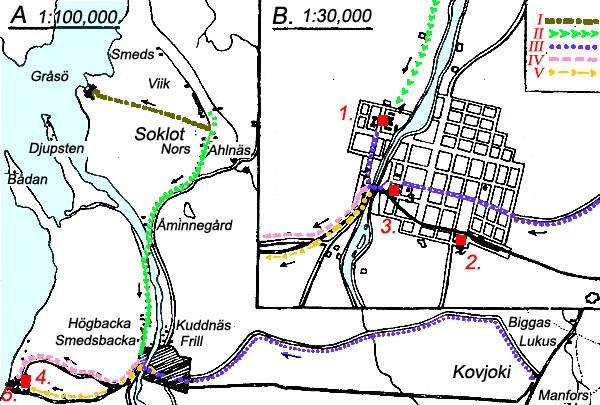 A 1:100,000.
B. 1:30,000
I
II
III
IV
V
Smeds
Gråsö
Viik
Soklot
Nors
Ahlnäs
Djupsten
Bådan
Åminnegård
1.
3.
2.
Högbacka
Smedsbacka
Kuddnäs
Frill
Biggas
Lukus
Kovjoki
Manfors
4.
5.